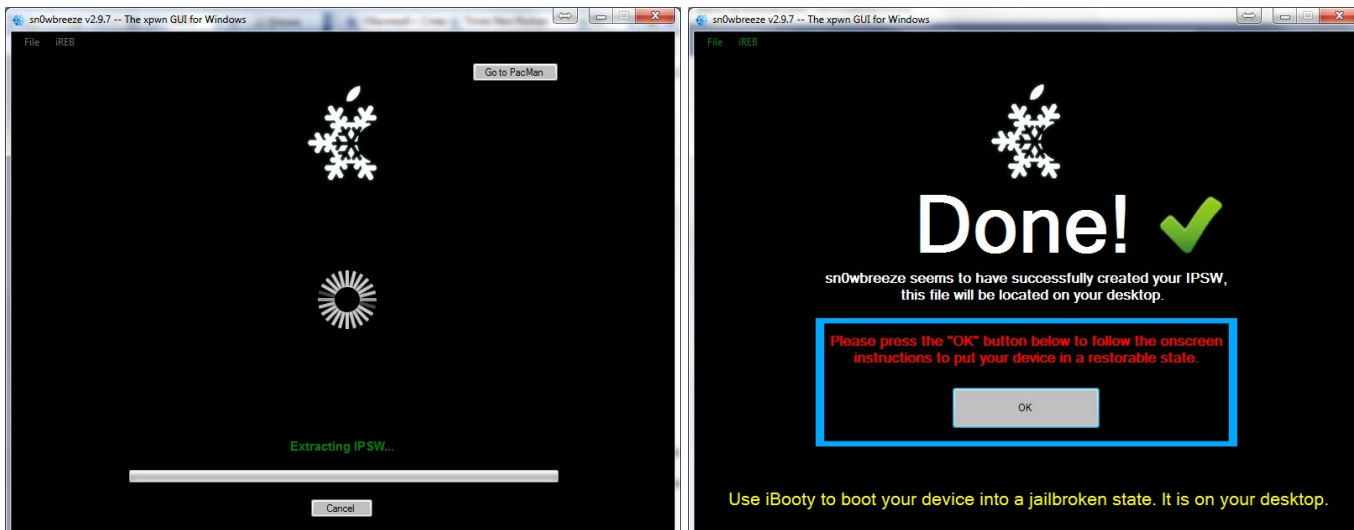 sn0wbreeze v2.9.7 -- The xpwn GUI for Windows
File iREB
Go to PacMan
Extracting IPSW...
Cancel
sn0wbreeze v2.9.7 -- The xpwn GUI for Windows
File iREB
Done!
sn0wbreeze seems to have successfully created your IPSW,
this file will be located on your desktop.
Please press the "OK" button below to follow the onscreen
instructions to put your device in a restorable state.
OK
Use iBooty to boot your device into a jailbroken state. It is on your desktop.